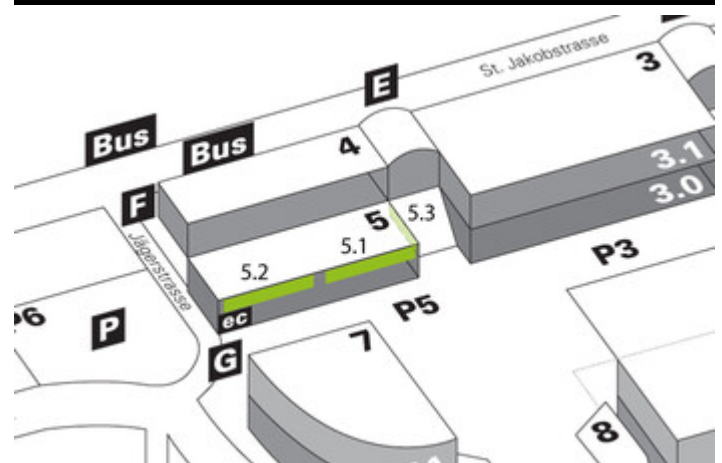 St. Jakobstrasse
3
E
Bus
Bus
4
3.1
3.0
F
5
5.3
5.1
5.2
Jägerstrasse
P3
P5
ec
P
G
7
8